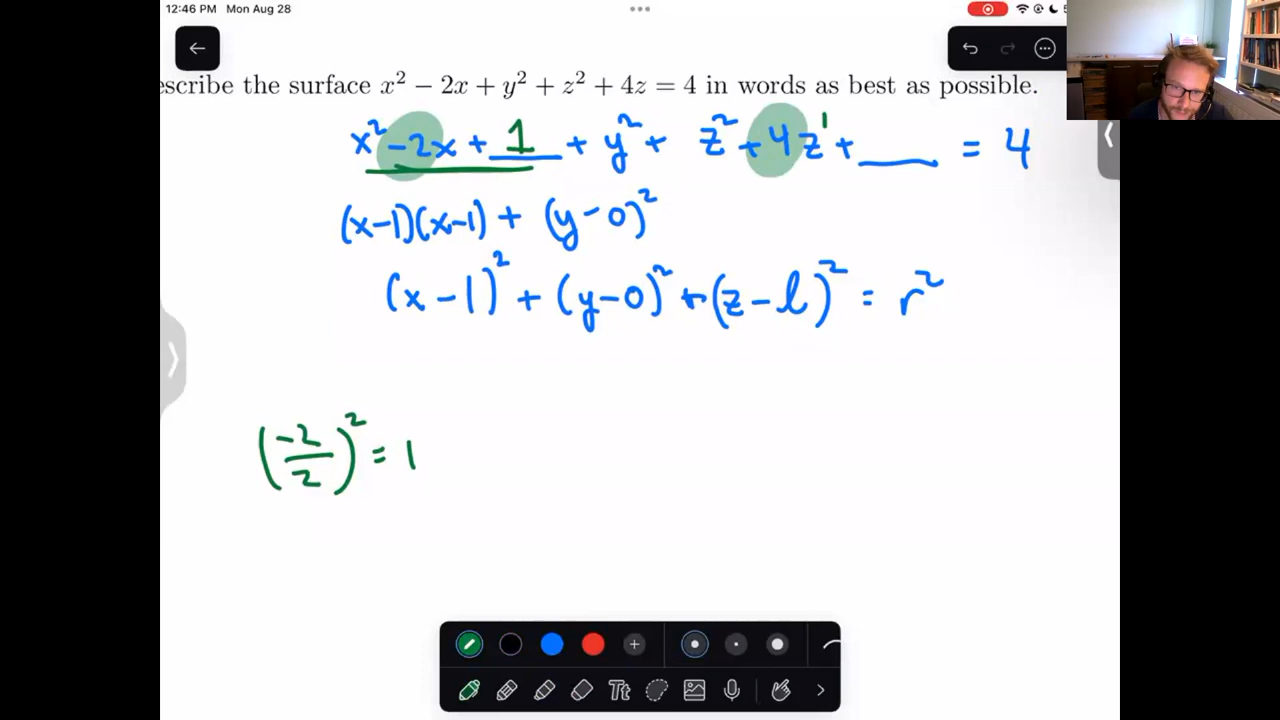 12:46 PM Mon Aug 28
escribe the surface x² − 2x + y² + z² + 4z = 4 in words as best as possible.
x² −2x + 1 + y² + z² +4z¹ + ___ = 4
(x−1)(x−1) + (y−0)²
(x−1)² + (y−0)² + (z−l)² = r²
(−2/2)² = 1
Tt